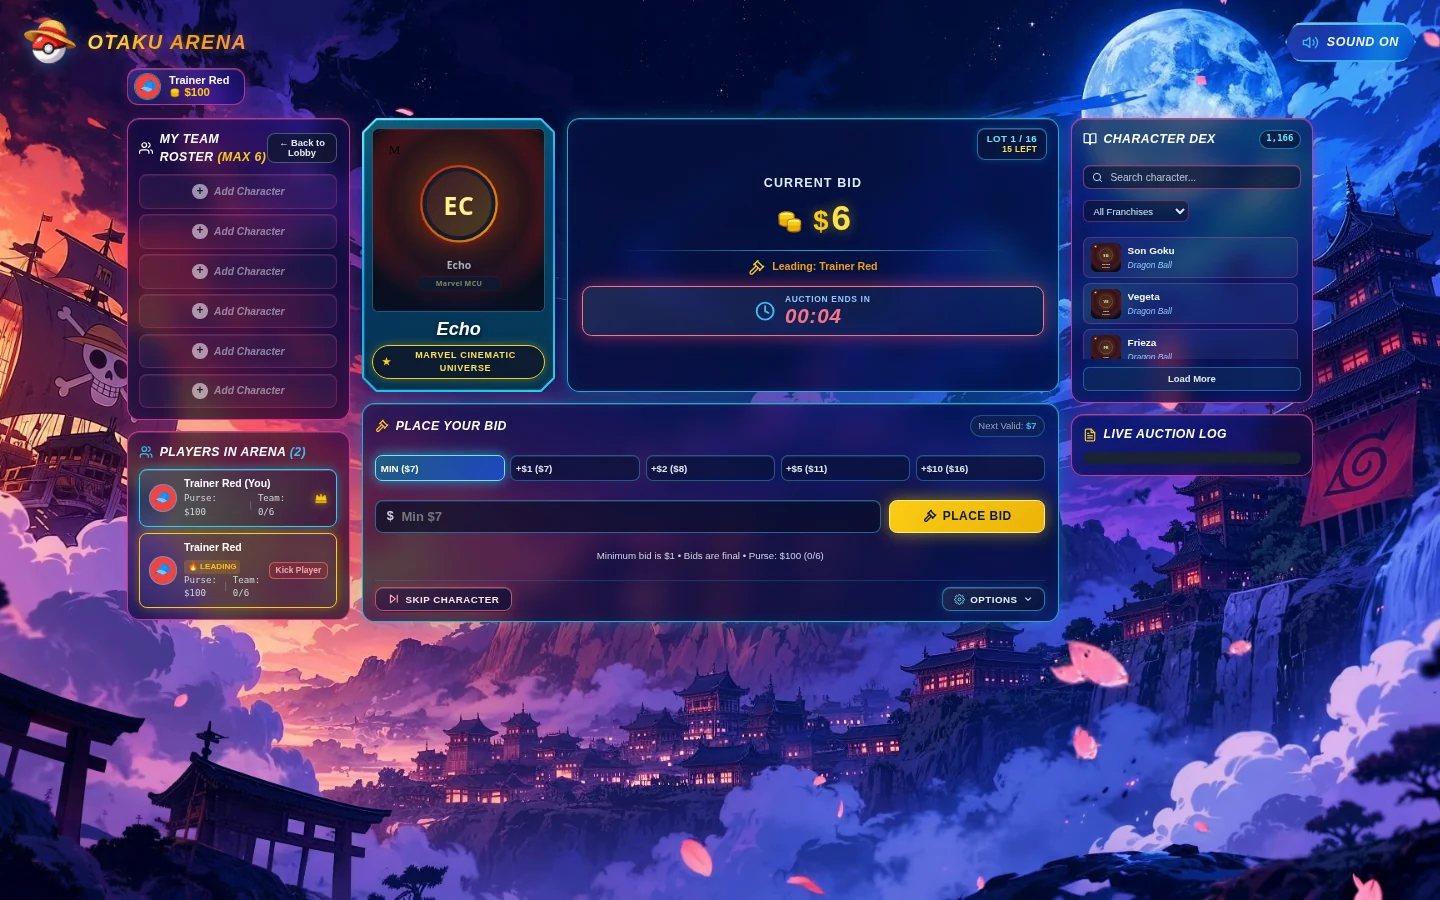 OTAKU ARENA
SOUND ON
Trainer Red
$100
MY TEAM
ROSTER (MAX 6)
← Back to
Lobby
+ Add Character
+ Add Character
+ Add Character
+ Add Character
+ Add Character
+ Add Character
PLAYERS IN ARENA (2)
Trainer Red (You)
Purse: Team:
$100 0/6
Trainer Red
🔥 LEADING
Kick Player
Purse: Team:
$100 0/6
M
EC
Echo
Marvel MCU
Echo
★ MARVEL CINEMATIC
UNIVERSE
LOT 1 / 16
15 LEFT
CURRENT BID
$6
Leading: Trainer Red
AUCTION ENDS IN
00:04
PLACE YOUR BID
Next Valid: $7
MIN ($7)
+$1 ($7)
+$2 ($8)
+$5 ($11)
+$10 ($16)
$ Min $7
PLACE BID
Minimum bid is $1 • Bids are final • Purse: $100 (0/6)
SKIP CHARACTER
OPTIONS
CHARACTER DEX
1,166
Search character...
All Franchises
Son Goku
Dragon Ball
Vegeta
Dragon Ball
Frieza
Dragon Ball
Load More
LIVE AUCTION LOG